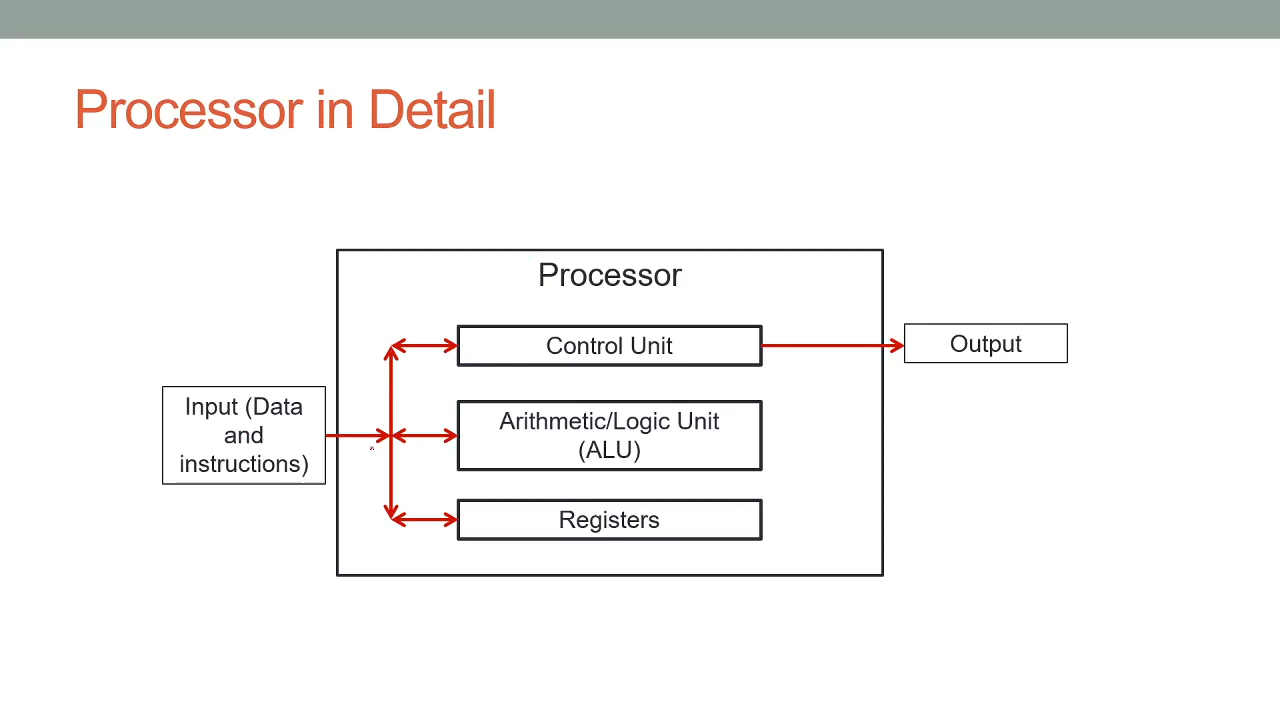 Processor in Detail
Processor
Control Unit
Output
Input (Data
and
instructions)
Arithmetic/Logic Unit
(ALU)
Registers